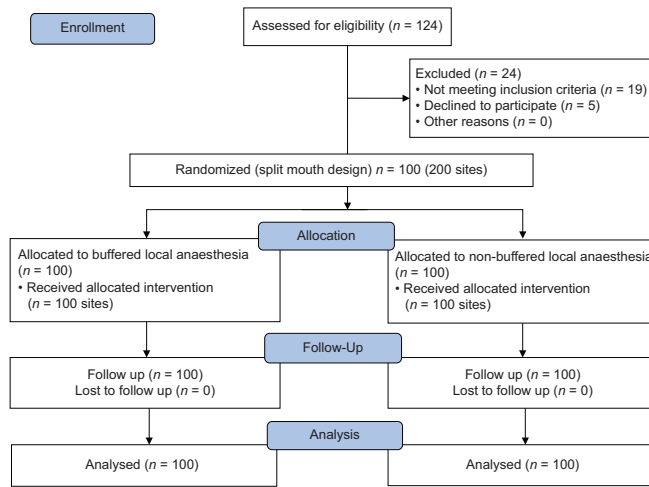 Enrollment
Assessed for eligibility (n = 124)
Excluded (n = 24)
• Not meeting inclusion criteria (n = 19)
• Declined to participate (n = 5)
• Other reasons (n = 0)
Randomized (split mouth design) n = 100 (200 sites)
Allocation
Allocated to buffered local anaesthesia
(n = 100)
• Received allocated intervention
(n = 100 sites)
Allocated to non-buffered local anaesthesia
(n = 100)
• Received allocated intervention
(n = 100 sites)
Follow-Up
Follow up (n = 100)
Lost to follow up (n = 0)
Follow up (n = 100)
Lost to follow up (n = 0)
Analysis
Analysed (n = 100)
Analysed (n = 100)